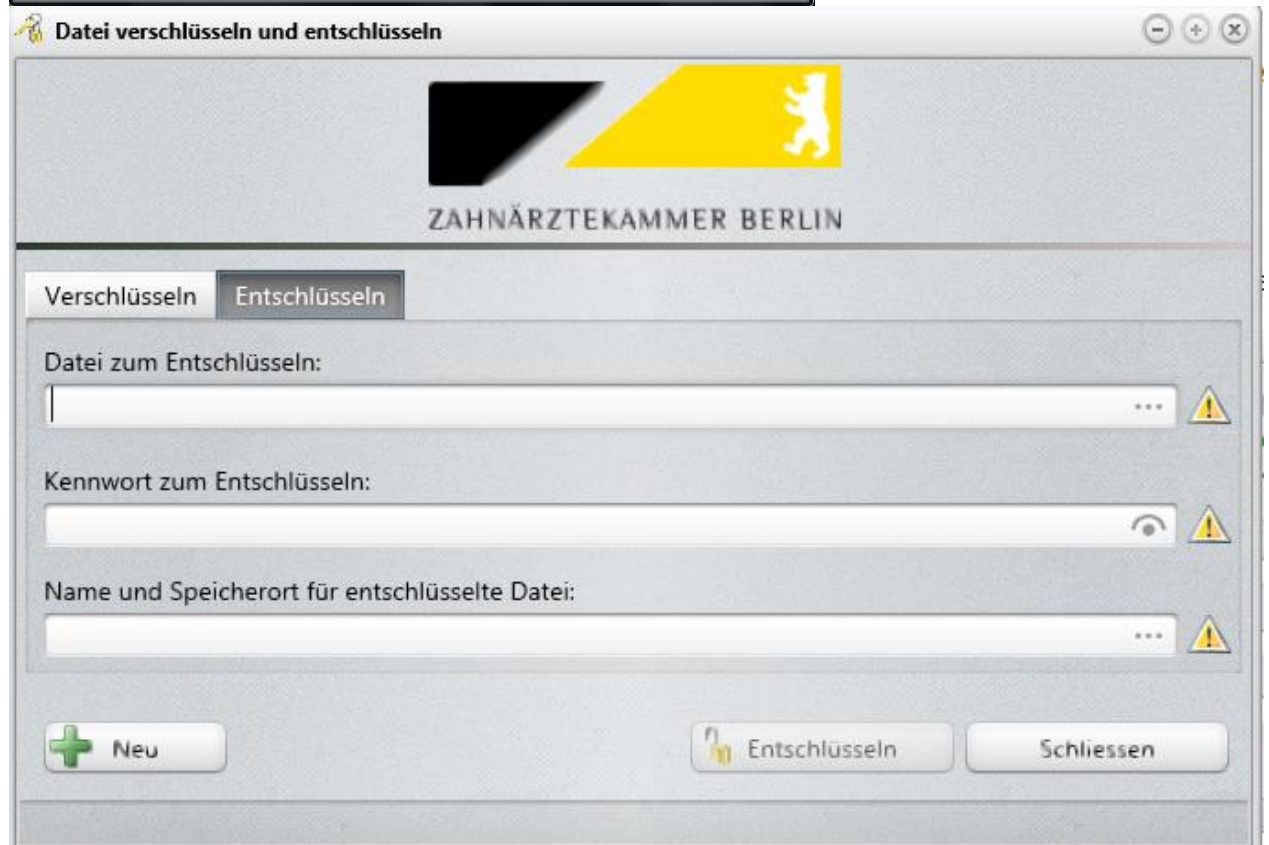 Datei verschlüsseln und entschlüsseln
ZAHNÄRZTEKAMMER BERLIN
Verschlüsseln Entschlüsseln
Datei zum Entschlüsseln:
Kennwort zum Entschlüsseln:
Name und Speicherort für entschlüsselte Datei:
Neu Entschlüsseln Schliessen